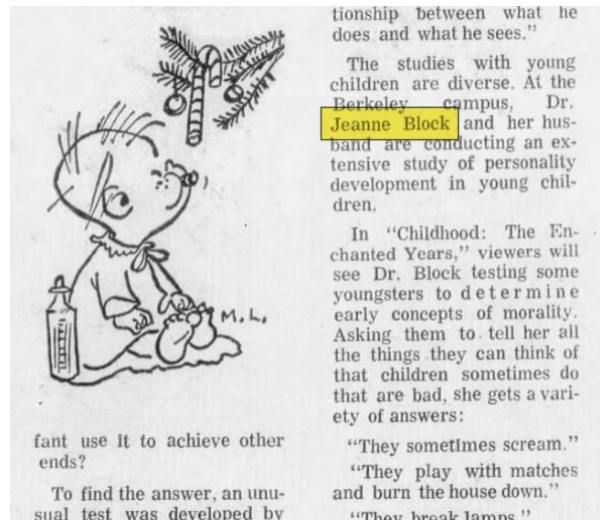 M.L.
fant use it to achieve other
ends?
To find the answer, an unu-
sual test was developed by
tionship between what he
does and what he sees."
The studies with young
children are diverse. At the
Berkeley campus, Dr.
Jeanne Block and her hus-
band are conducting an ex-
tensive study of personality
development in young chil-
dren.
In "Childhood: The En-
chanted Years," viewers will
see Dr. Block testing some
youngsters to determine
early concepts of morality.
Asking them to tell her all
the things they can think of
that children sometimes do
that are bad, she gets a vari-
ety of answers:
"They sometimes scream."
"They play with matches
and burn the house down."
"They break lamps."